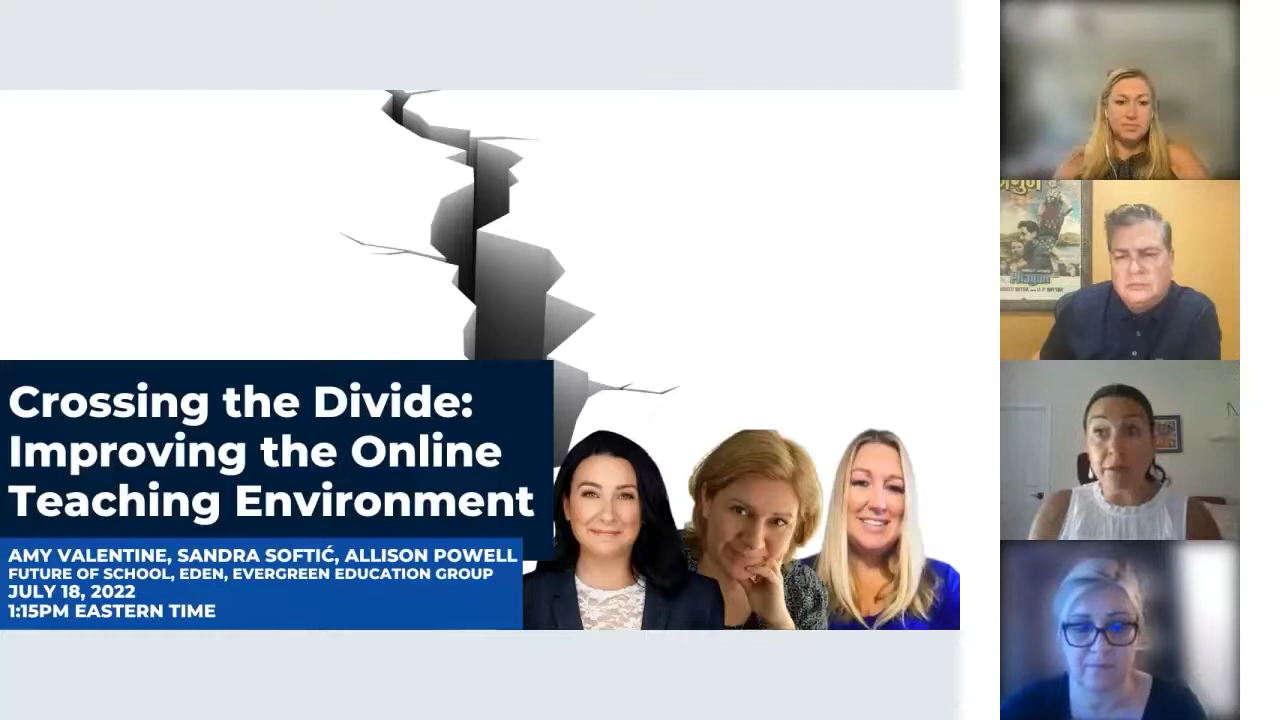 Crossing the Divide:
Improving the Online
Teaching Environment
AMY VALENTINE, SANDRA SOFTIĆ, ALLISON POWELL
FUTURE OF SCHOOL, EDEN, EVERGREEN EDUCATION GROUP
JULY 18, 2022
1:15PM EASTERN TIME
Phagun